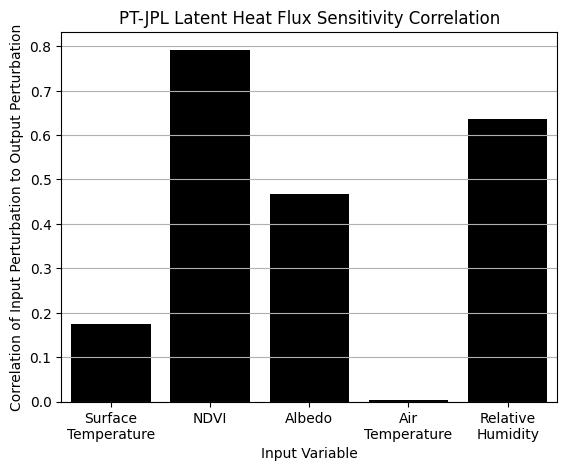 PT-JPL Latent Heat Flux Sensitivity Correlation
Correlation of Input Perturbation to Output Perturbation
0.8
0.7
0.6
0.5
0.4
0.3
0.2
0.1
0.0
Surface
Temperature
NDVI
Albedo
Air
Temperature
Relative
Humidity
Input Variable